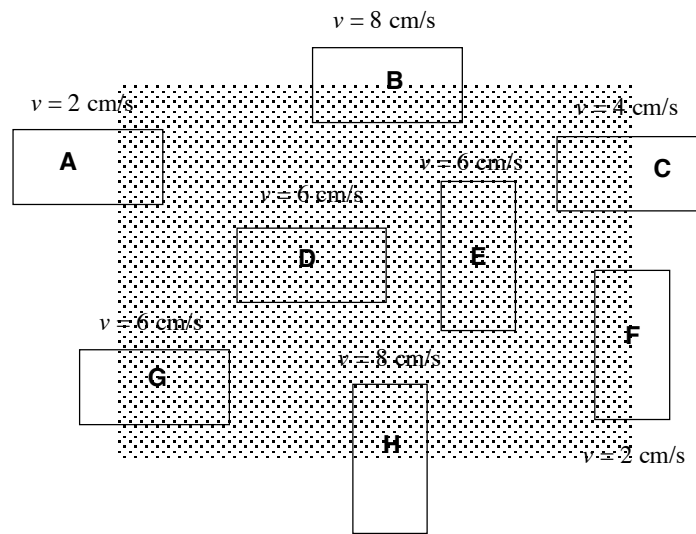 v = 8 cm/s
B
v = 2 cm/s
v = 4 cm/s
A
v = 6 cm/s
C
v = 6 cm/s
E
D
v = 6 cm/s
F
v = 8 cm/s
G
H
v = 2 cm/s